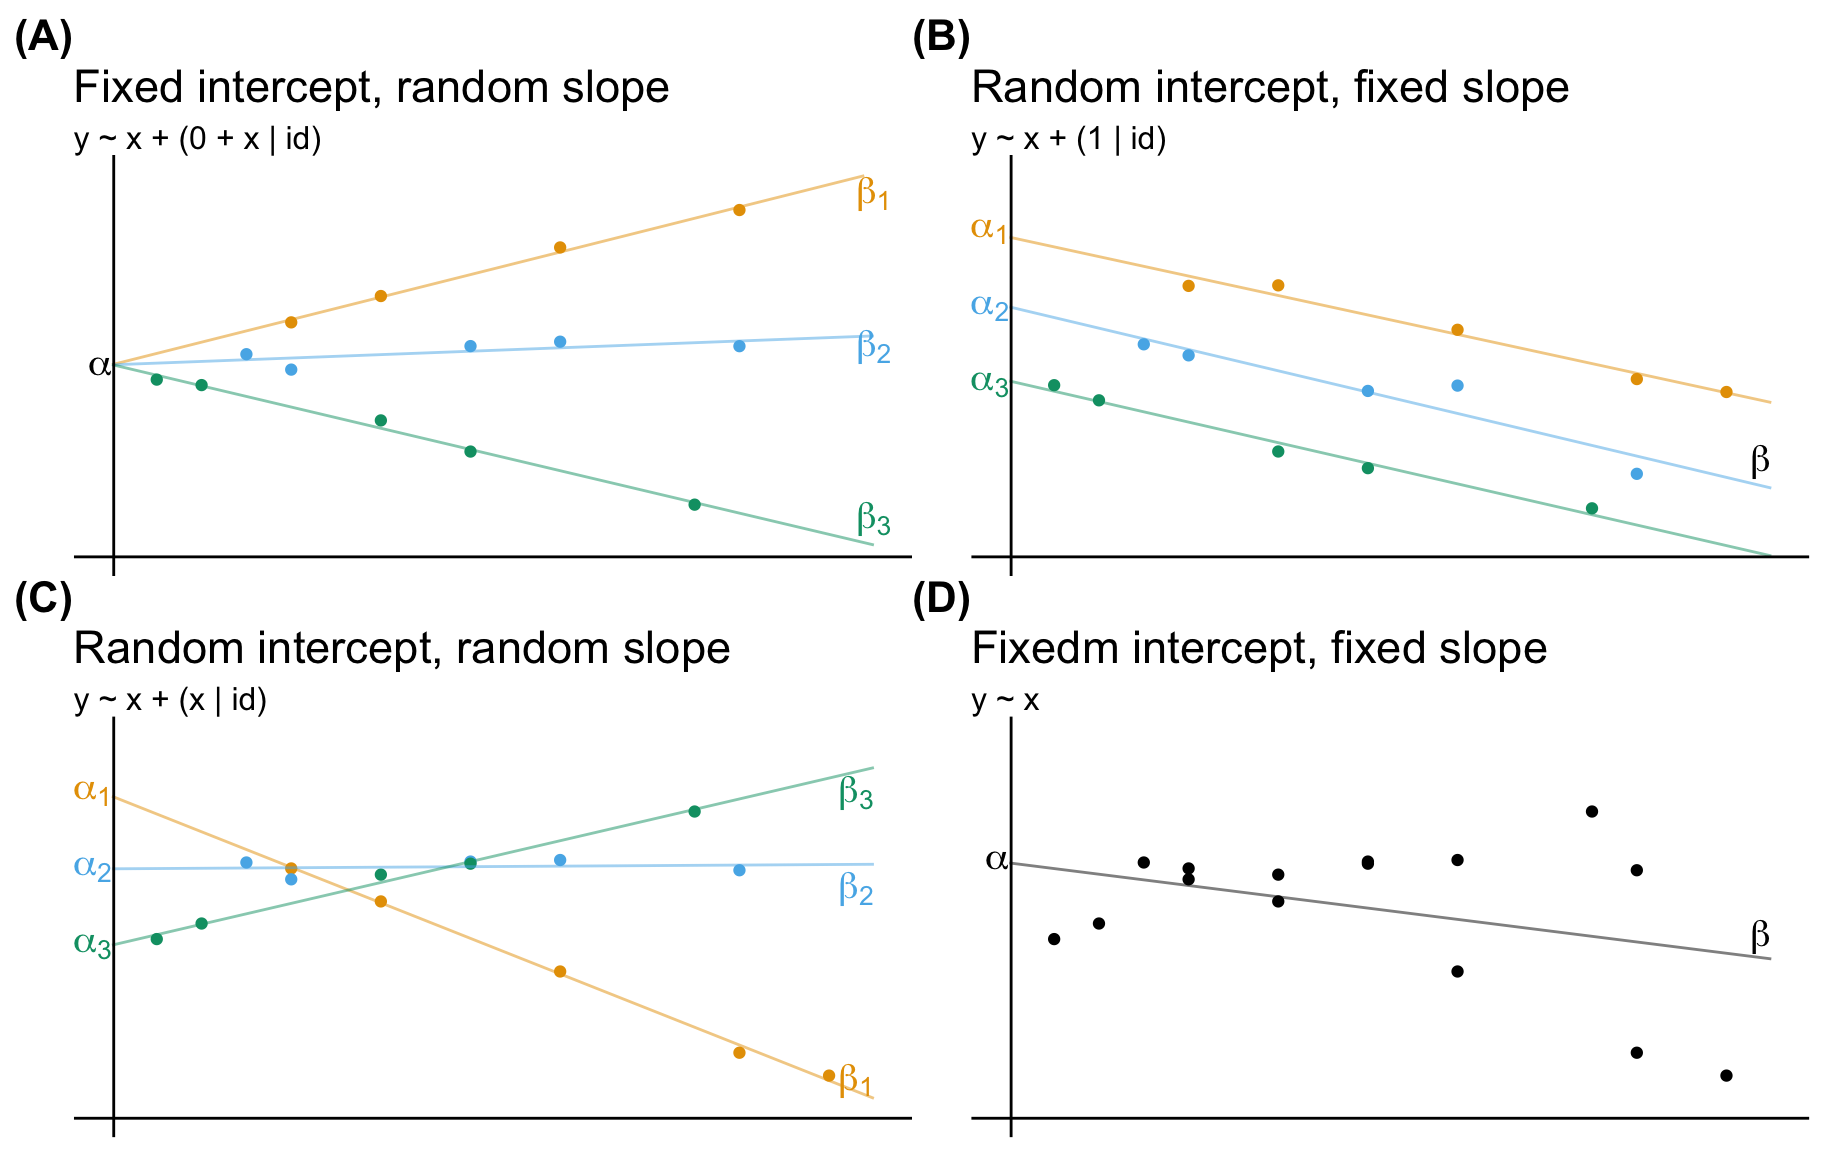 (A)
Fixed intercept, random slope
y ~ x + (0 + x | id)
β1
α
β2
β3
(B)
Random intercept, fixed slope
y ~ x + (1 | id)
α1
α2
α3
β
(C)
Random intercept, random slope
y ~ x + (x | id)
α1
β3
α2
β2
α3
β1
(D)
Fixedm intercept, fixed slope
y ~ x
α
β